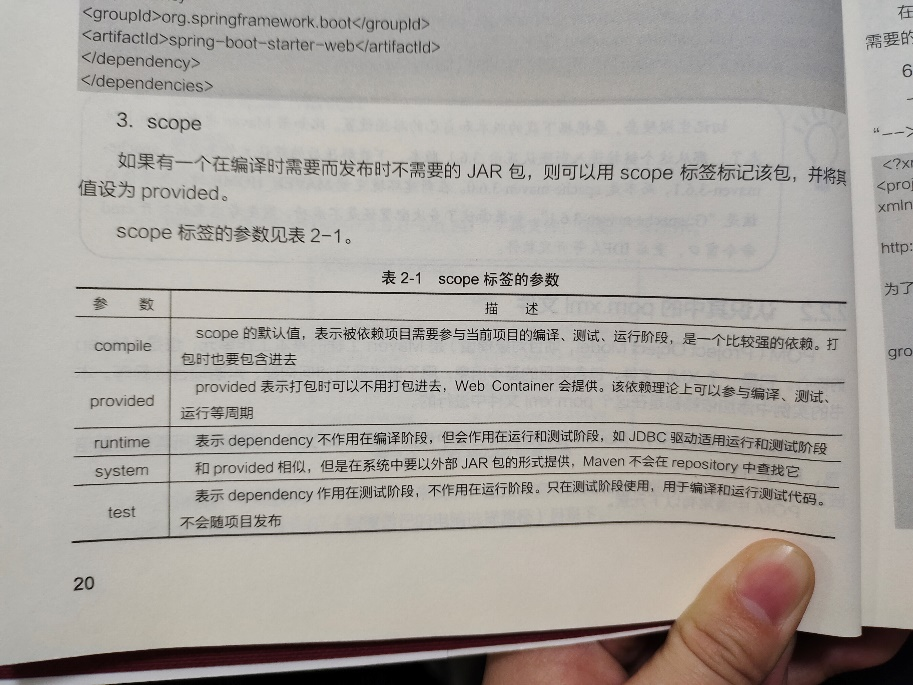 <groupId>org.springframework.boot</groupId>
<artifactId>spring-boot-starter-web</artifactId>
</dependency>
</dependencies>
3. scope
如果有一个在编译时需要而发布时不需要的 JAR 包，则可以用 scope 标签标记该包，并将其
值设为 provided。
scope 标签的参数见表 2-1。
表 2-1 scope 标签的参数
参 数 描 述
compile scope 的默认值，表示被依赖项目需要参与当前项目的编译、测试、运行阶段，是一个比较强的依赖。打
包时也要包含进去
provided provided 表示打包时可以不用打包进去，Web Container 会提供。该依赖理论上可以参与编译、测试、
运行等周期
runtime 表示 dependency 不作用在编译阶段，但会作用在运行和测试阶段，如 JDBC 驱动适用运行和测试阶段
system 和 provided 相似，但是在系统中要以外部 JAR 包的形式提供，Maven 不会在 repository 中查找它
test 表示 dependency 作用在测试阶段，不作用在运行阶段。只在测试阶段使用，用于编译和运行测试代码。
不会随项目发布
20
在
需要的
6
“-->
<?x
<proj
xmln
http:
为了
gro